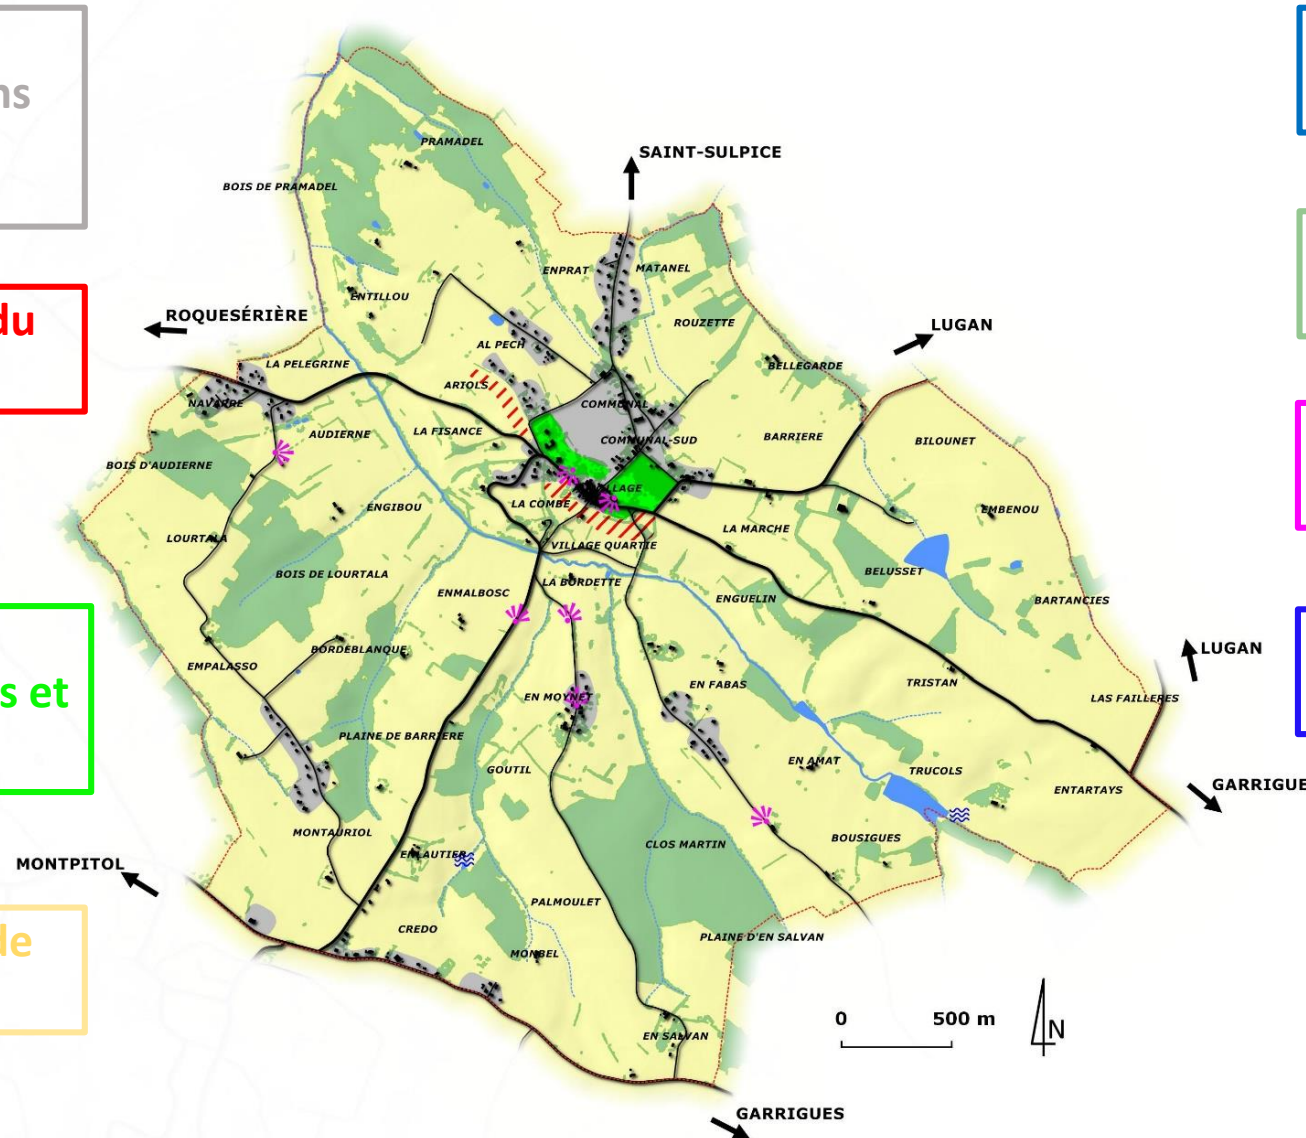 ns
du
s et
de
SAINT-SULPICE
PRAMADEL
BOIS DE PRAMADEL
ENPRAT
MATANEL
ENTILLOU
ROQUESÉRIÈRE
ROUZETTE
LUGAN
AL PECH
LA PELEGRINE
BELLEGARDE
ARIOLS
NAVARRE
COMMUNAL
AUDIERNE
LA FISANCE
COMMUNAL-SUD
BARRIERE
BILOUNET
BOIS D'AUDIERNE
VILLAGE
ENGIBOU
LA COMBE
EMBENOU
LA MARCHE
LOURTALA
VILLAGE QUARTIE
BOIS DE LOURTALA
BELUSSET
LA BORDETTE
ENMALBOSC
ENGUELIN
BARTANCIES
BORDEBLANQUE
LUGAN
EMPALASSO
EN FABAS
TRISTAN
EN MOYNET
LAS FAILLERES
PLAINE DE BARRIERE
EN AMAT
GOUTIL
TRUCOLS
GARRIGUE
ENTARTAYS
MONTAURIOL
BOUSIGUES
CLOS MARTIN
ENLAUTIER
MONTPITOL
PALMOULET
CREDO
PLAINE D'EN SALVAN
MONBEL
0 500 m
N
EN SALVAN
GARRIGUES